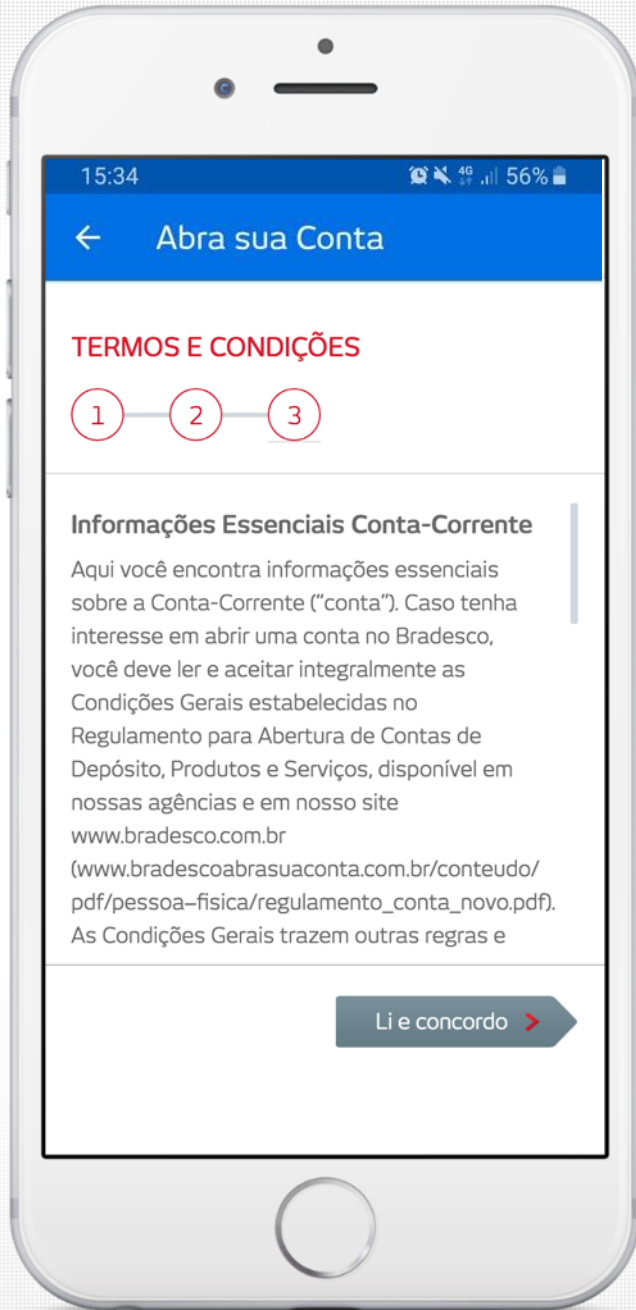 15:34
4G 56%
Abra sua Conta
TERMOS E CONDIÇÕES
1 2 3
Informações Essenciais Conta-Corrente
Aqui você encontra informações essenciais
sobre a Conta-Corrente (“conta”). Caso tenha
interesse em abrir uma conta no Bradesco,
você deve ler e aceitar integralmente as
Condições Gerais estabelecidas no
Regulamento para Abertura de Contas de
Depósito, Produtos e Serviços, disponível em
nossas agências e em nosso site
www.bradesco.com.br
(www.bradescoabrasuaconta.com.br/conteudo/
pdf/pessoa–fisica/regulamento_conta_novo.pdf).
As Condições Gerais trazem outras regras e
Li e concordo